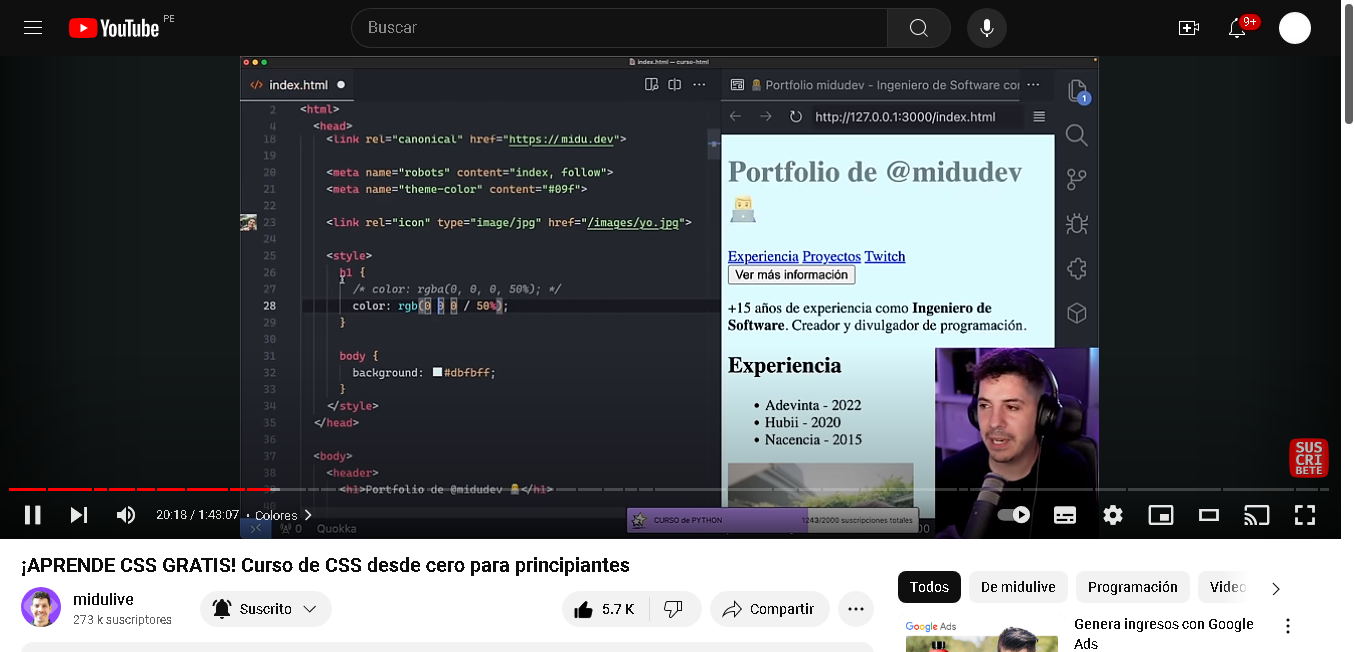 YouTube PE
Buscar
9+
index.html — curso-html
index.html
Portfolio midudev - Ingeniero de Software con
http://127.0.0.1:3000/index.html
1
2 <html>
4 <head>
18 <link rel="canonical" href="https://midu.dev">
19
20 <meta name="robots" content="index, follow">
21 <meta name="theme-color" content="#09f">
22
23 <link rel="icon" type="image/jpg" href="/images/yo.jpg">
24
25 <style>
26 h1 {
27 /* color: rgba(0, 0, 0, 50%); */
28 color: rgb(0 0 0 / 50%);
29 }
30
31 body {
32 background: #dbfbff;
33 }
34 </style>
35 </head>
36
37 <body>
38 <header>
<h1>Portfolio de @midudev 👨‍💻</h1>
Portfolio de @midudev
Experiencia Proyectos Twitch
Ver más información
+15 años de experiencia como Ingeniero de
Software. Creador y divulgador de programación.
Experiencia
• Adevinta - 2022
• Hubii - 2020
• Nacencia - 2015
SUS
CRI
BETE
20:18 / 1:43:07 • Colores
0 Quokka
CURSO de PYTHON 1243/2000 suscripciones totales
¡APRENDE CSS GRATIS! Curso de CSS desde cero para principiantes
midulive
273 k suscriptores
Suscrito
5.7 K
Compartir
Todos De midulive Programación Video
Google Ads
Genera ingresos con Google
Ads